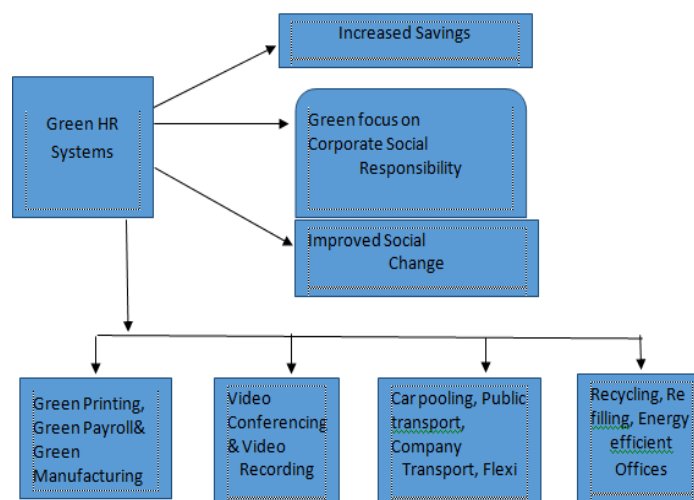 Increased Savings
Green HR
Systems
Green focus on
Corporate Social
Responsibility
Improved Social
Change
Green Printing,
Green Payroll&
Green
Manufacturing
Video
Conferencing
& Video
Recording
Car pooling, Public
transport,
Company
Transport, Flexi
Recycling, Re
filling, Energy
efficient
Offices